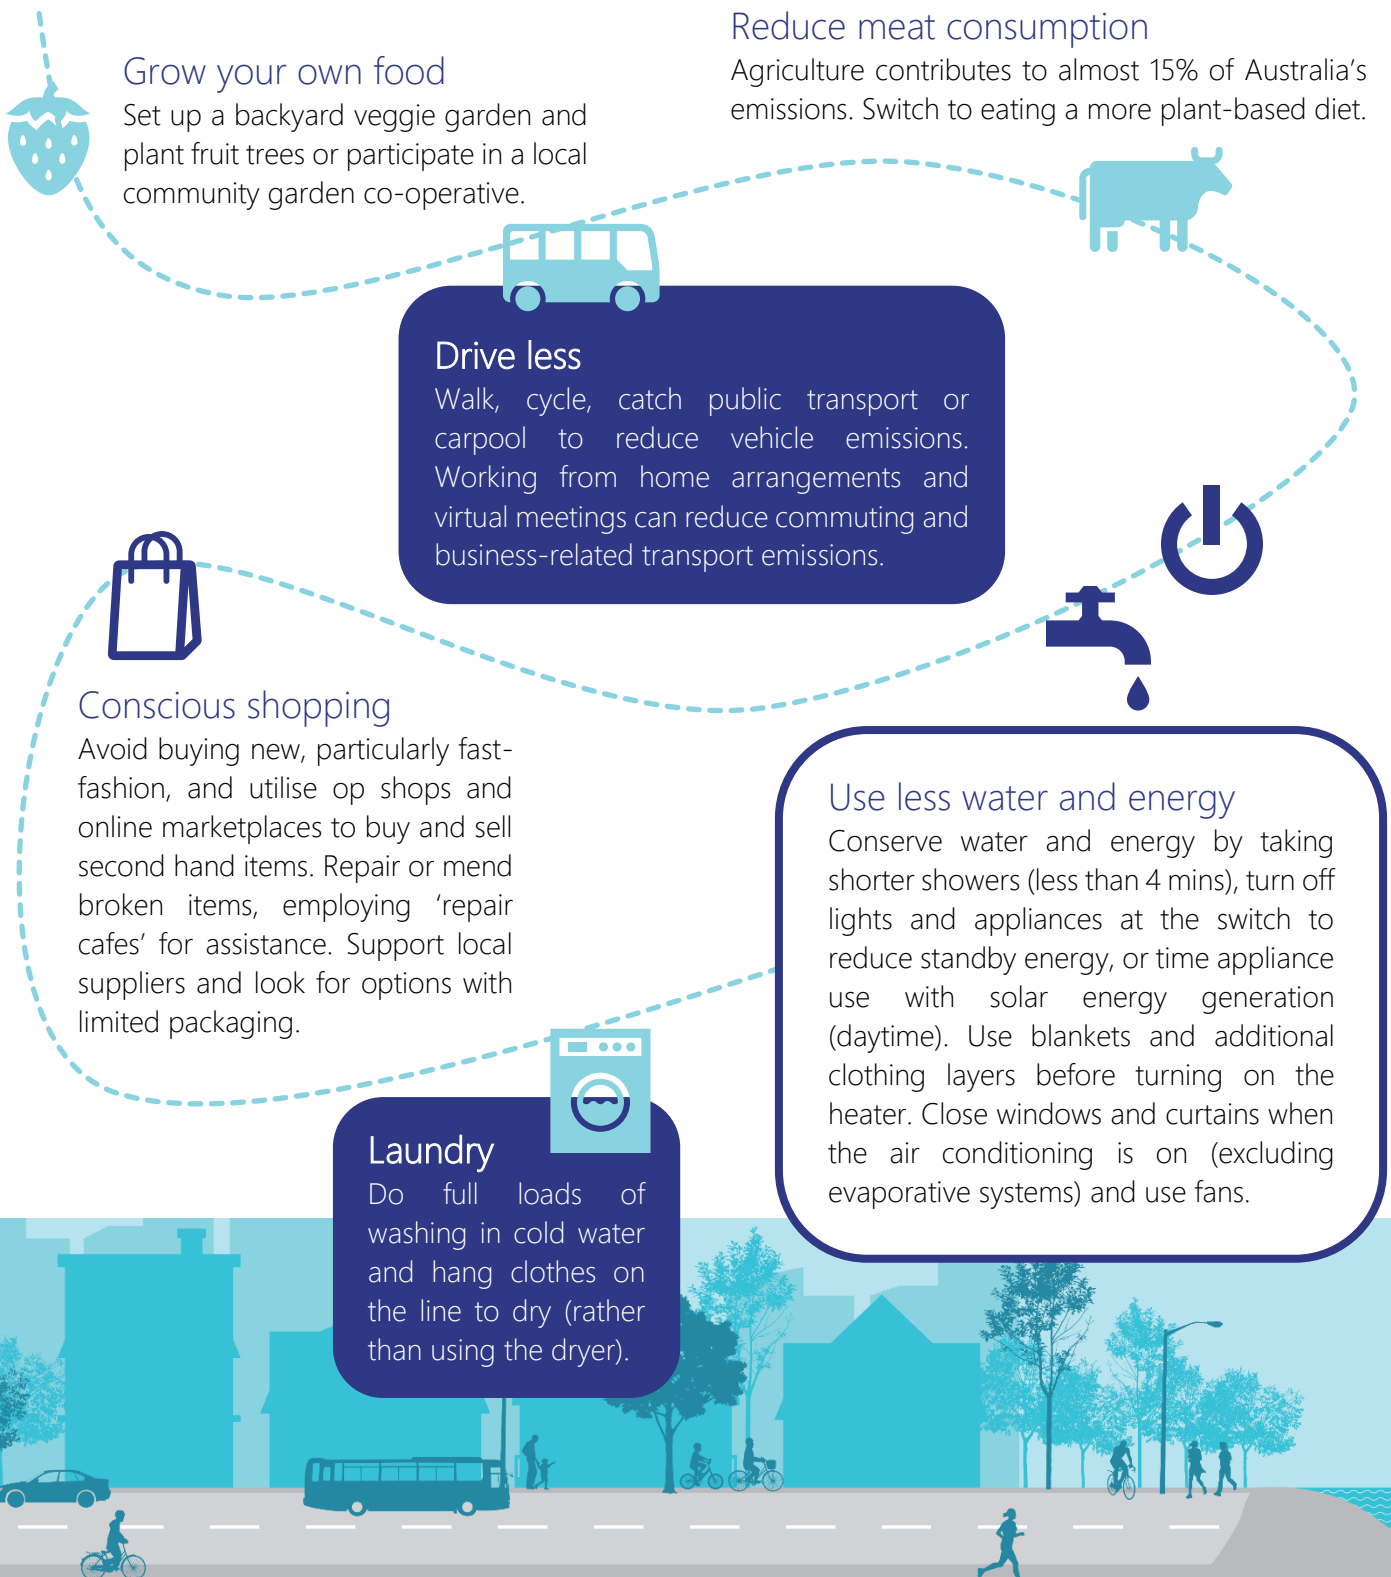 Grow your own food
Set up a backyard veggie garden and
plant fruit trees or participate in a local
community garden co-operative.
Reduce meat consumption
Agriculture contributes to almost 15% of Australia’s
emissions. Switch to eating a more plant-based diet.
Drive less
Walk, cycle, catch public transport or
carpool to reduce vehicle emissions.
Working from home arrangements and
virtual meetings can reduce commuting and
business-related transport emissions.
Conscious shopping
Avoid buying new, particularly fast-
fashion, and utilise op shops and
online marketplaces to buy and sell
second hand items. Repair or mend
broken items, employing ‘repair
cafes’ for assistance. Support local
suppliers and look for options with
limited packaging.
Use less water and energy
Conserve water and energy by taking
shorter showers (less than 4 mins), turn off
lights and appliances at the switch to
reduce standby energy, or time appliance
use with solar energy generation
(daytime). Use blankets and additional
clothing layers before turning on the
heater. Close windows and curtains when
the air conditioning is on (excluding
evaporative systems) and use fans.
Laundry
Do full loads of
washing in cold water
and hang clothes on
the line to dry (rather
than using the dryer).